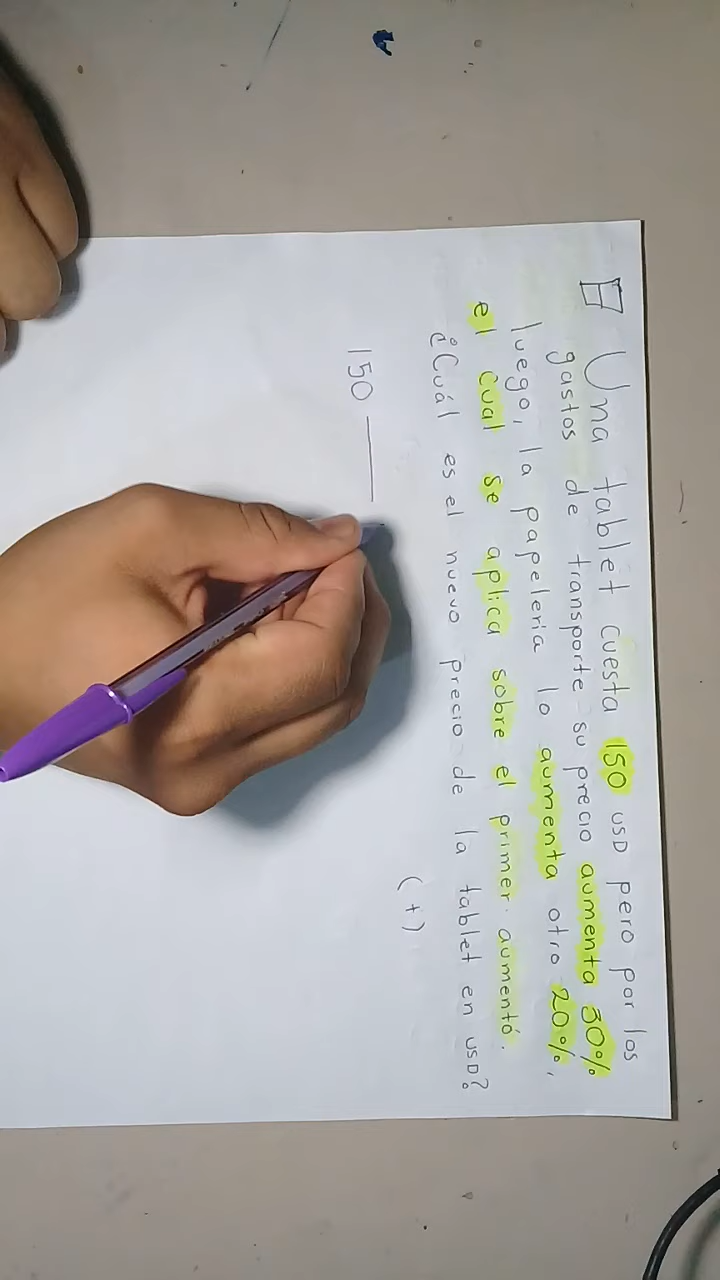 Una tablet cuesta 150 USD pero por los
gastos de transporte su precio aumenta 30%
luego, la papelería lo aumenta otro 20%,
el cual se aplica sobre el primer aumentó.
¿Cuál es el nuevo precio de la tablet en USD?
(+)
150